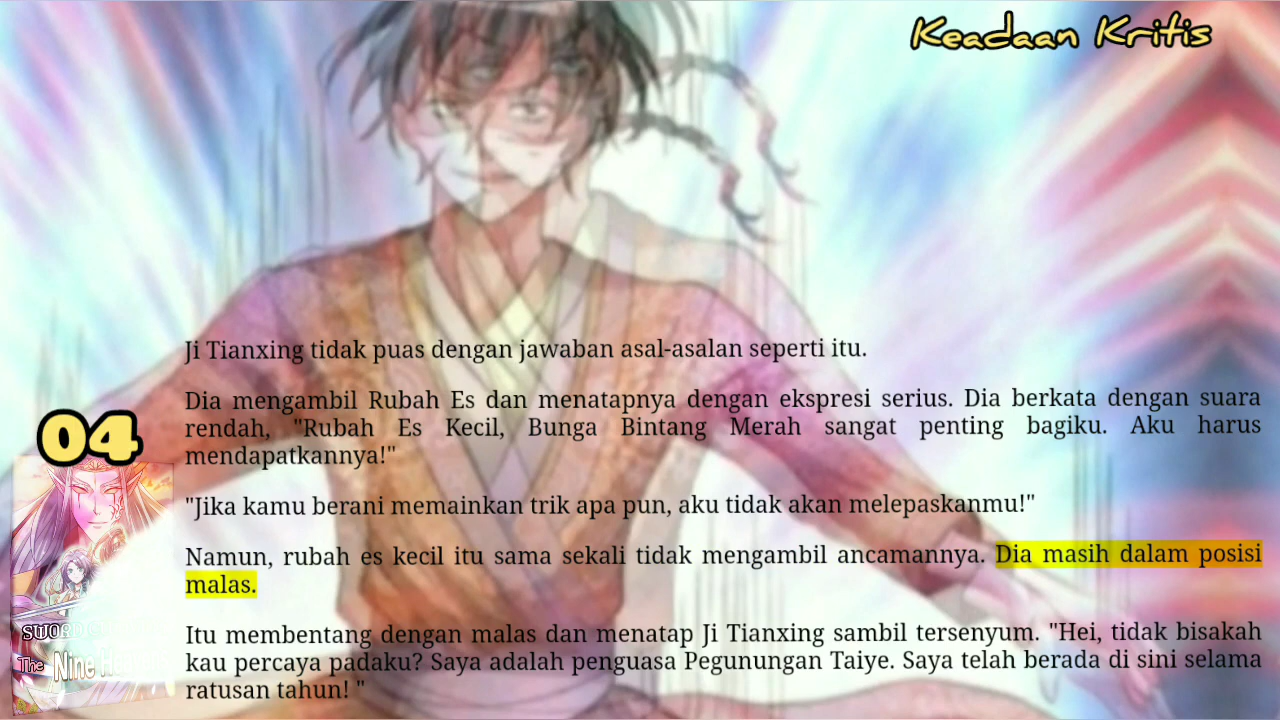 Keadaan Kritis
Ji Tianxing tidak puas dengan jawaban asal-asalan seperti itu.
Dia mengambil Rubah Es dan menatapnya dengan ekspresi serius. Dia berkata dengan suara
rendah, "Rubah Es Kecil, Bunga Bintang Merah sangat penting bagiku. Aku harus
mendapatkannya!"
"Jika kamu berani memainkan trik apa pun, aku tidak akan melepaskanmu!"
Namun, rubah es kecil itu sama sekali tidak mengambil ancamannya. Dia masih dalam posisi
malas.
Itu membentang dengan malas dan menatap Ji Tianxing sambil tersenyum. "Hei, tidak bisakah
kau percaya padaku? Saya adalah penguasa Pegunungan Taiye. Saya telah berada di sini selama
ratusan tahun! "
04
SWORD
The Nine